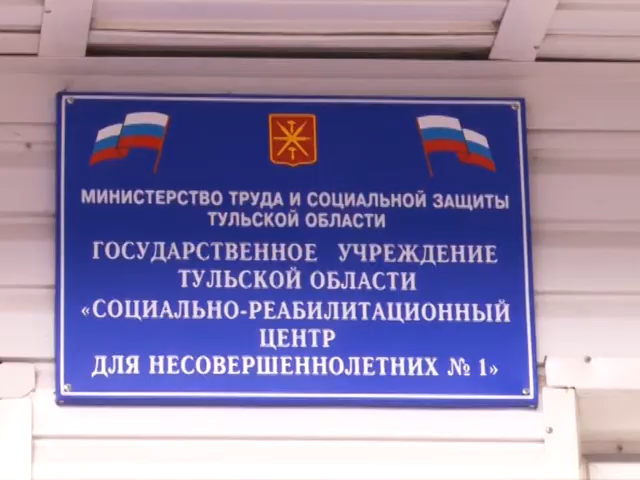 МИНИСТЕРСТВО ТРУДА И СОЦИАЛЬНОЙ ЗАЩИТЫ
ТУЛЬСКОЙ ОБЛАСТИ
ГОСУДАРСТВЕННОЕ УЧРЕЖДЕНИЕ
ТУЛЬСКОЙ ОБЛАСТИ
«СОЦИАЛЬНО-РЕАБИЛИТАЦИОННЫЙ
ЦЕНТР
ДЛЯ НЕСОВЕРШЕННОЛЕТНИХ № 1»